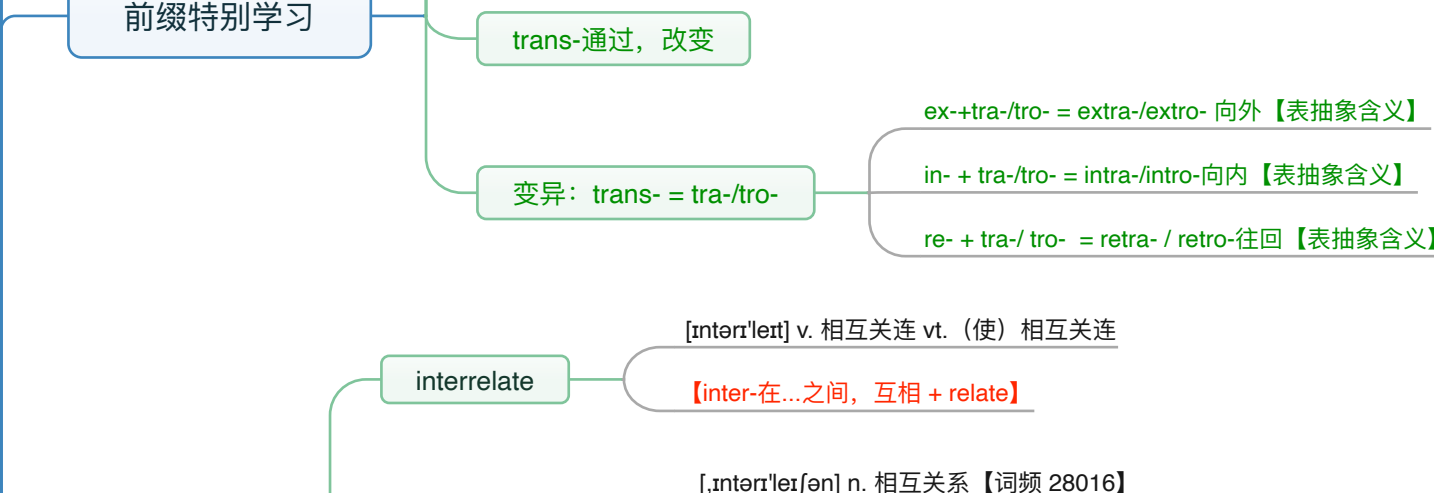 前缀特别学习
trans-通过，改变
变异：trans- = tra-/tro-
ex-+tra-/tro- = extra-/extro- 向外【表抽象含义】
in- + tra-/tro- = intra-/intro-向内【表抽象含义】
re- + tra-/ tro-  = retra- / retro-往回【表抽象含义】
interrelate
[ɪntərɪ'leɪt] v. 相互关连 vt.（使）相互关连
【inter-在...之间，互相 + relate】
[,ɪntərɪ'leɪʃən] n. 相互关系【词频 28016】